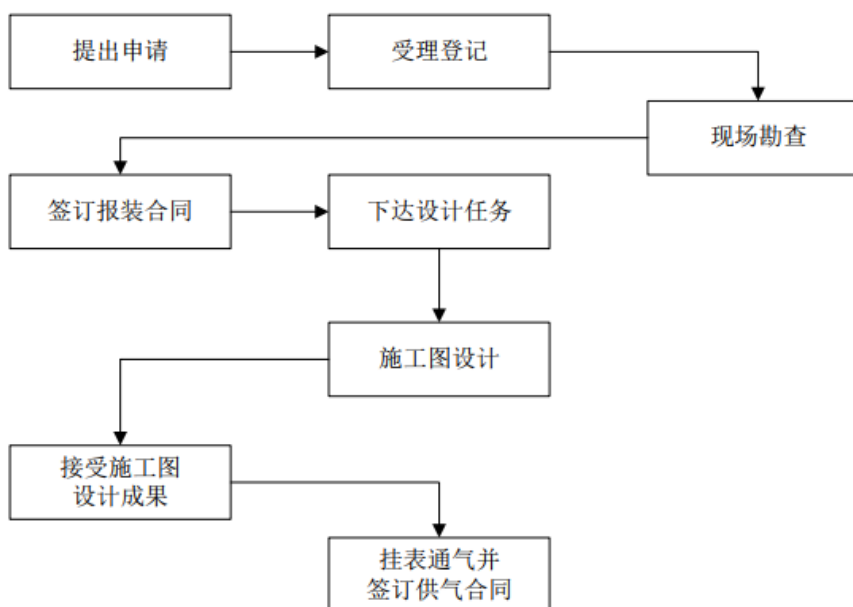 提出申请
受理登记
现场勘查
签订报装合同
下达设计任务
施工图设计
接受施工图
设计成果
挂表通气并
签订供气合同